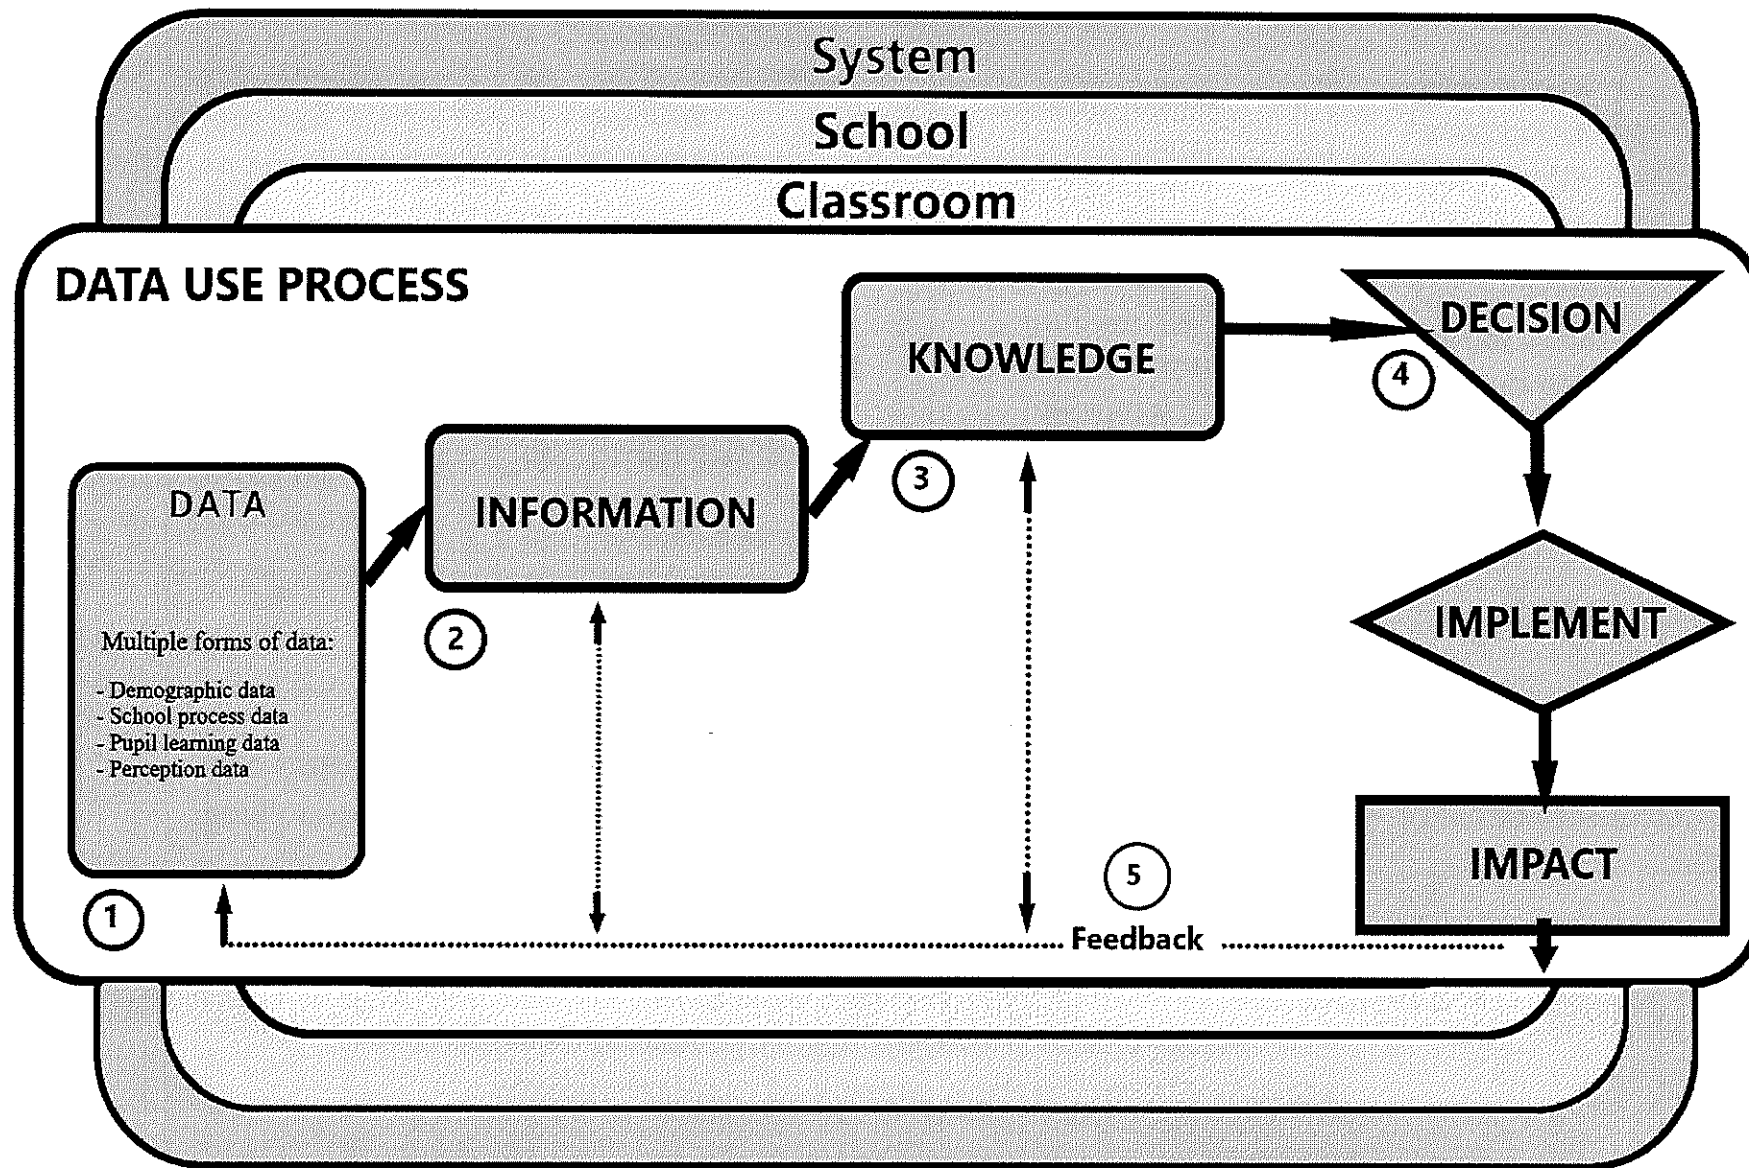 System
School
Classroom
DATA USE PROCESS
DATA
Multiple forms of data:
- Demographic data
- School process data
- Pupil learning data
- Perception data
1
INFORMATION
2
KNOWLEDGE
3
DECISION
4
IMPLEMENT
IMPACT
5
Feedback